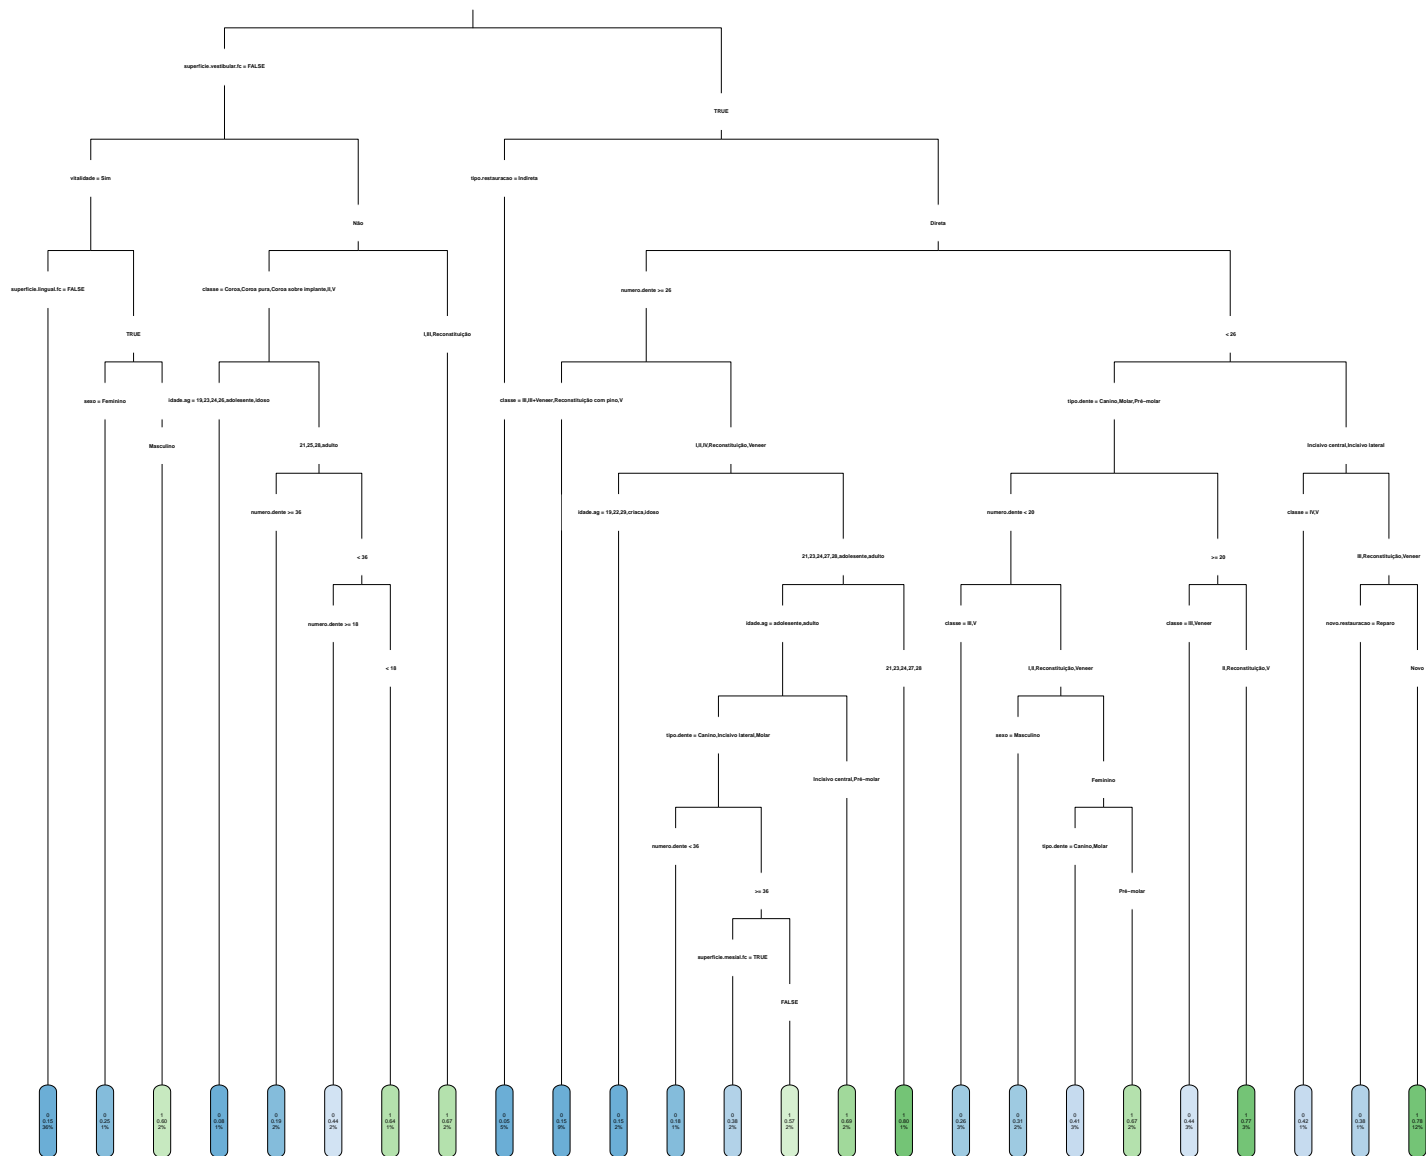 superficie.vestibular.fc = FALSE
TRUE
vitalidade = Sim
tipo.restauracao = Indireta
Não
Direta
superficie.lingual.fc = FALSE
classe = Coroa,Coroa pura,Coroa sobre implante,II,V
numero.dente >= 26
TRUE
I,III,Reconstituição
< 26
sexo = Feminino
idade.ag = 19,23,24,26,adolesente,idoso
classe = III,III+Veneer,Reconstituição com pino,V
tipo.dente = Canino,Molar,Pré−molar
Masculino
21,25,28,adulto
I,II,IV,Reconstituição,Veneer
Incisivo central,Incisivo lateral
numero.dente >= 36
idade.ag = 19,22,29,criaca,idoso
numero.dente < 20
classe = IV,V
< 36
21,23,24,27,28,adolesente,adulto
>= 20
III,Reconstituição,Veneer
numero.dente >= 18
idade.ag = adolesente,adulto
classe = III,V
classe = III,Veneer
novo.restauracao = Reparo
< 18
21,23,24,27,28
I,II,Reconstituição,Veneer
II,Reconstituição,V
Novo
tipo.dente = Canino,Incisivo lateral,Molar
sexo = Masculino
Incisivo central,Pré−molar
Feminino
numero.dente < 36
tipo.dente = Canino,Molar
>= 36
Pré−molar
superficie.mesial.fc = TRUE
FALSE
0
0.15
36%
0
0.25
1%
1
0.60
2%
0
0.08
1%
0
0.19
2%
0
0.44
2%
1
0.64
1%
1
0.67
2%
0
0.05
5%
0
0.15
9%
0
0.15
2%
0
0.18
1%
0
0.38
2%
1
0.57
2%
1
0.69
2%
1
0.80
1%
0
0.26
3%
0
0.31
2%
0
0.41
3%
1
0.67
2%
0
0.44
3%
1
0.77
3%
0
0.42
1%
0
0.38
1%
1
0.78
12%